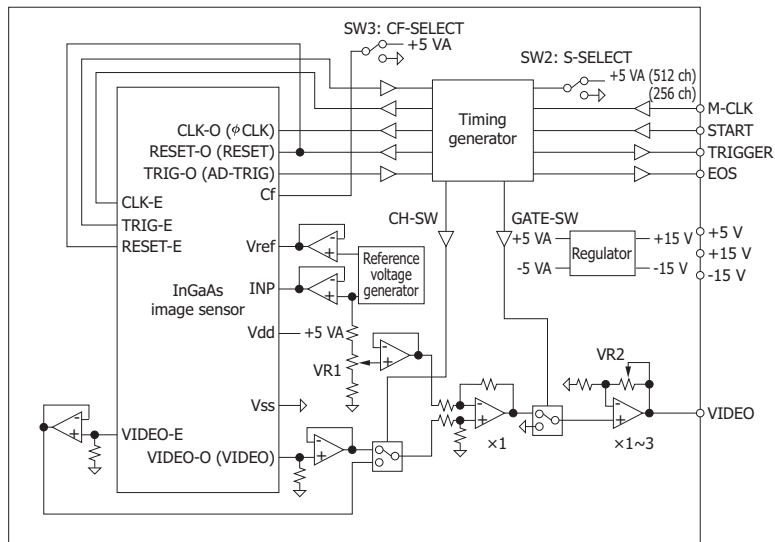 SW3: CF-SELECT
+5 VA
SW2: S-SELECT
+5 VA (512 ch)
(256 ch)
Timing
generator
M-CLK
START
TRIGGER
EOS
CLK-O (ϕCLK)
RESET-O (RESET)
TRIG-O (AD-TRIG)
Cf
CLK-E
TRIG-E
RESET-E
CH-SW
GATE-SW
+5 VA
-5 VA
Regulator
+15 V
-15 V
+5 V
+15 V
-15 V
Vref
INP
Reference
voltage
generator
InGaAs
image sensor
Vdd
+5 VA
VR1
VR2
Vss
VIDEO-E
VIDEO-O (VIDEO)
×1
×1~3
VIDEO
-
+
-
+
-
+
-
+
-
+
-
+
-
+